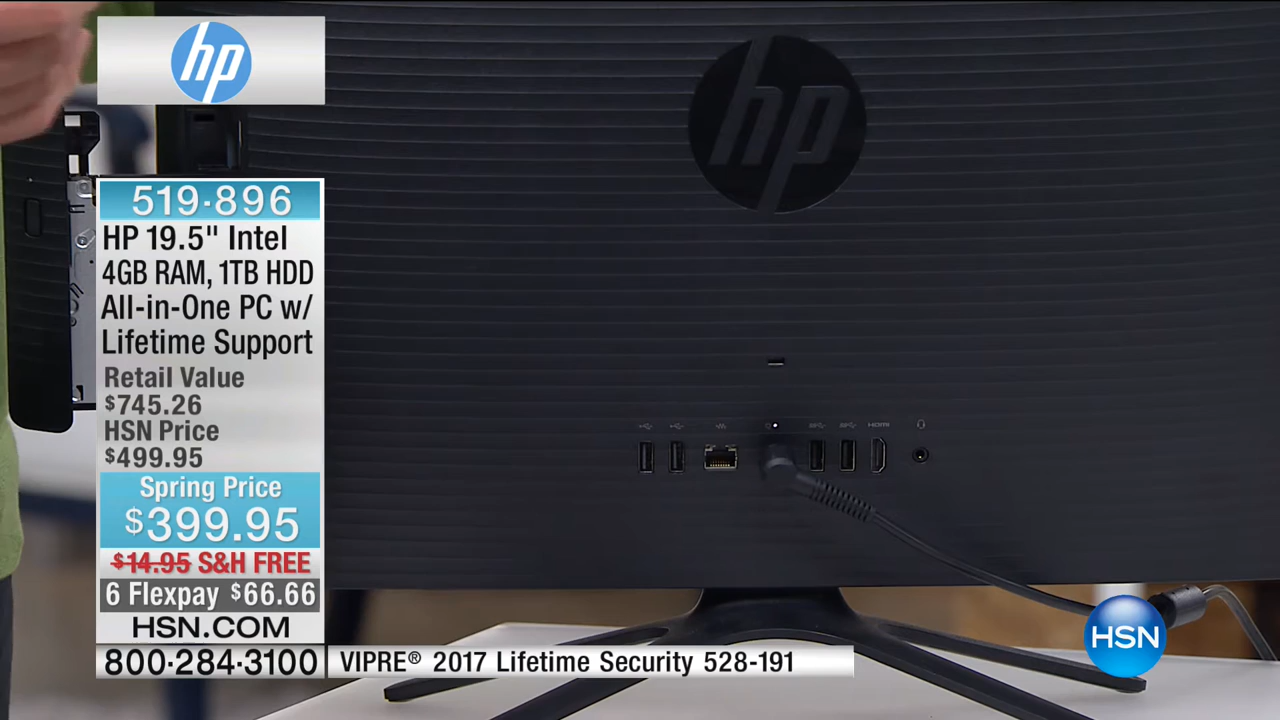 hp
hp
519·896
HP 19.5" Intel
4GB RAM, 1TB HDD
All-in-One PC w/
Lifetime Support
Retail Value
$745.26
HSN Price
$499.95
Spring Price
$399.95
$14.95 S&H FREE
6 Flexpay $66.66
HSN.COM
800·284·3100
VIPRE® 2017 Lifetime Security 528-191
HDMI
HSN